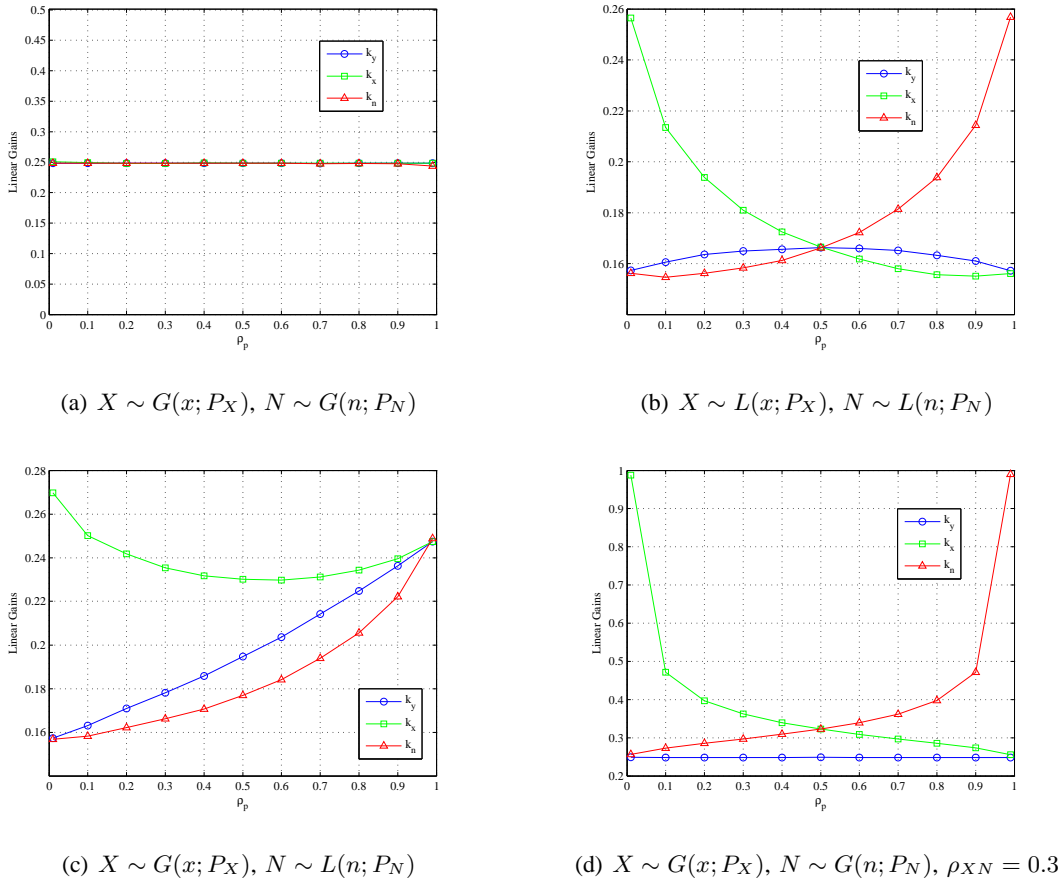 0.5
0.45
0.4
0.35
0.3
0.25
0.2
0.15
0.1
0.05
0
Linear Gains
0 0.1 0.2 0.3 0.4 0.5 0.6 0.7 0.8 0.9 1
ρ_p
k_y
k_x
k_n
(a) X ∼ G(x; P_X), N ∼ G(n; P_N)
0.26
0.24
0.22
0.2
0.18
0.16
Linear Gains
0 0.1 0.2 0.3 0.4 0.5 0.6 0.7 0.8 0.9 1
ρ_p
k_y
k_x
k_n
(b) X ∼ L(x; P_X), N ∼ L(n; P_N)
0.28
0.26
0.24
0.22
0.2
0.18
0.16
Linear Gains
0 0.1 0.2 0.3 0.4 0.5 0.6 0.7 0.8 0.9 1
ρ_p
k_y
k_x
k_n
(c) X ∼ G(x; P_X), N ∼ L(n; P_N)
1
0.9
0.8
0.7
0.6
0.5
0.4
0.3
0.2
Linear Gains
0 0.1 0.2 0.3 0.4 0.5 0.6 0.7 0.8 0.9 1
ρ_p
k_y
k_x
k_n
(d) X ∼ G(x; P_X), N ∼ G(n; P_N), ρ_{XN} = 0.3